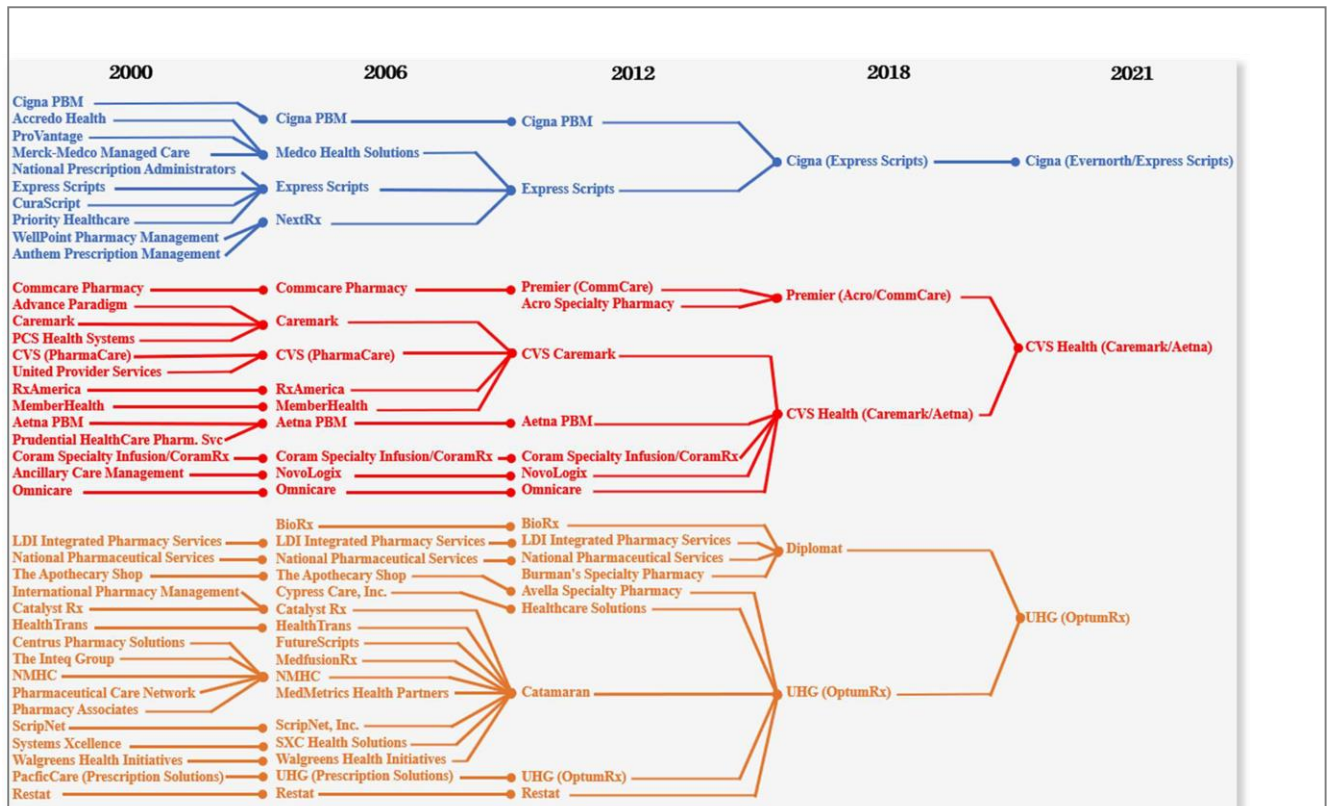 2000 2006 2012 2018 2021
Cigna PBM
Accredo Health Cigna PBM Cigna PBM
ProVantage
Merck-Medco Managed Care Medco Health Solutions Cigna (Express Scripts) Cigna (Evernorth/Express Scripts)
National Prescription Administrators
Express Scripts Express Scripts Express Scripts
CuraScript
Priority Healthcare NextRx
WellPoint Pharmacy Management
Anthem Prescription Management
Commcare Pharmacy Commcare Pharmacy Premier (CommCare) Premier (Acro/CommCare)
Advance Paradigm Acro Specialty Pharmacy
Caremark Caremark
PCS Health Systems CVS Health (Caremark/Aetna)
CVS (PharmaCare) CVS (PharmaCare) CVS Caremark
United Provider Services
RxAmerica RxAmerica
MemberHealth MemberHealth CVS Health (Caremark/Aetna)
Aetna PBM Aetna PBM Aetna PBM
Prudential HealthCare Pharm. Svc
Coram Specialty Infusion/CoramRx Coram Specialty Infusion/CoramRx Coram Specialty Infusion/CoramRx
Ancillary Care Management NovoLogix NovoLogix
Omnicare Omnicare Omnicare
BioRx BioRx
LDI Integrated Pharmacy Services LDI Integrated Pharmacy Services LDI Integrated Pharmacy Services Diplomat
National Pharmaceutical Services National Pharmaceutical Services National Pharmaceutical Services
The Apothecary Shop The Apothecary Shop Burman's Specialty Pharmacy
International Pharmacy Management Cypress Care, Inc. Avella Specialty Pharmacy
Catalyst Rx Catalyst Rx Healthcare Solutions
HealthTrans HealthTrans UHG (OptumRx)
Centrus Pharmacy Solutions FutureScripts
The Inteq Group MedfusionRx
NMHC NMHC
Pharmaceutical Care Network MedMetrics Health Partners Catamaran UHG (OptumRx)
Pharmacy Associates
ScripNet ScripNet, Inc.
Systems Xcellence SXC Health Solutions
Walgreens Health Initiatives Walgreens Health Initiatives
PacficCare (Prescription Solutions) UHG (Prescription Solutions) UHG (OptumRx)
Restat Restat Restat